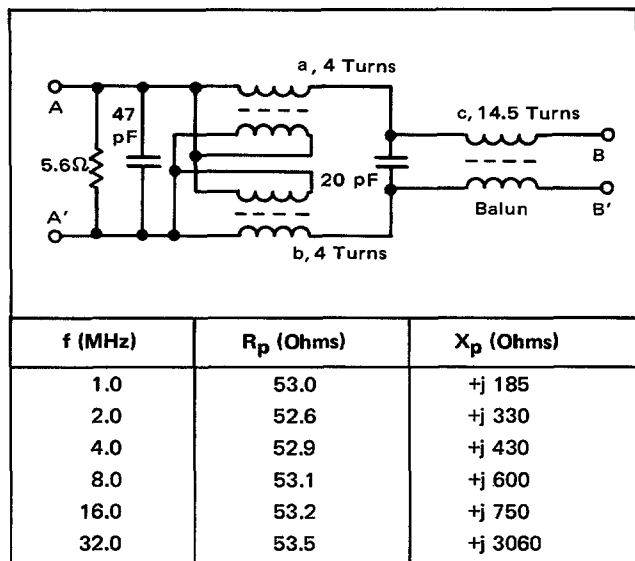 a, 4 Turns
A
47
pF
c, 14.5 Turns
5.6Ω
20 pF
B
A'
Balun
B'
b, 4 Turns
f (MHz) Rp (Ohms) Xp (Ohms)
1.0 53.0 +j 185
2.0 52.6 +j 330
4.0 52.9 +j 430
8.0 53.1 +j 600
16.0 53.2 +j 750
32.0 53.5 +j 3060